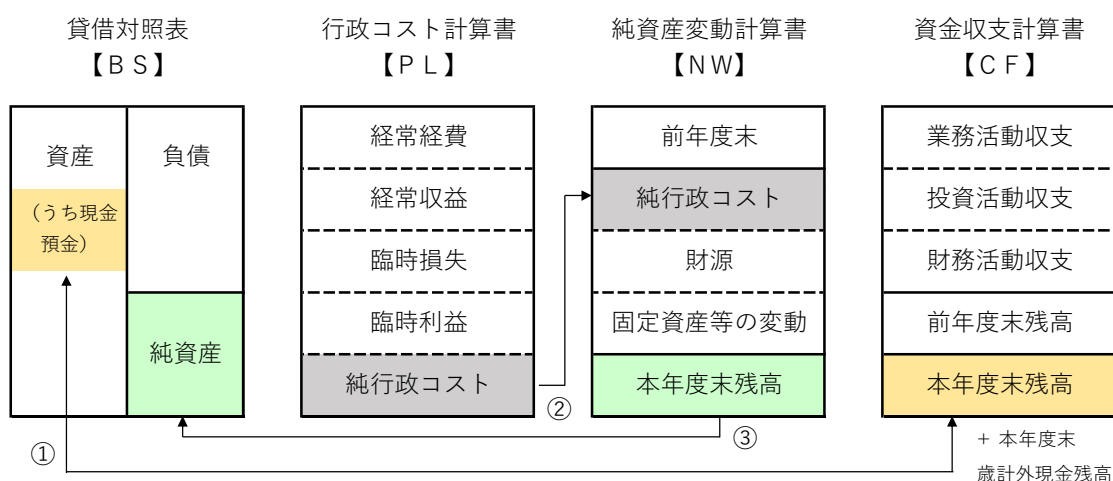 貸借対照表
【ＢＳ】
資産
（うち現金
預金）
負債
純資産
行政コスト計算書
【ＰＬ】
経常経費
経常収益
臨時損失
臨時利益
純行政コスト
純資産変動計算書
【ＮＷ】
前年度末
純行政コスト
財源
固定資産等の変動
本年度末残高
資金収支計算書
【ＣＦ】
業務活動収支
投資活動収支
財務活動収支
前年度末残高
本年度末残高
①
②
③
+ 本年度末
歳計外現金残高